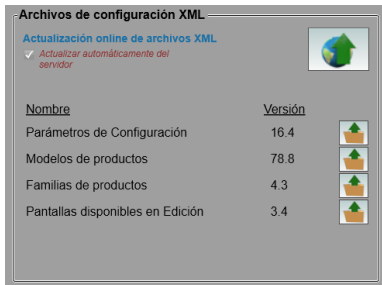 Archivos de configuración XML
Actualización online de archivos XML
Actualizar automáticamente del
servidor
Nombre Versión
Parámetros de Configuración 16.4
Modelos de productos 78.8
Familias de productos 4.3
Pantallas disponibles en Edición 3.4